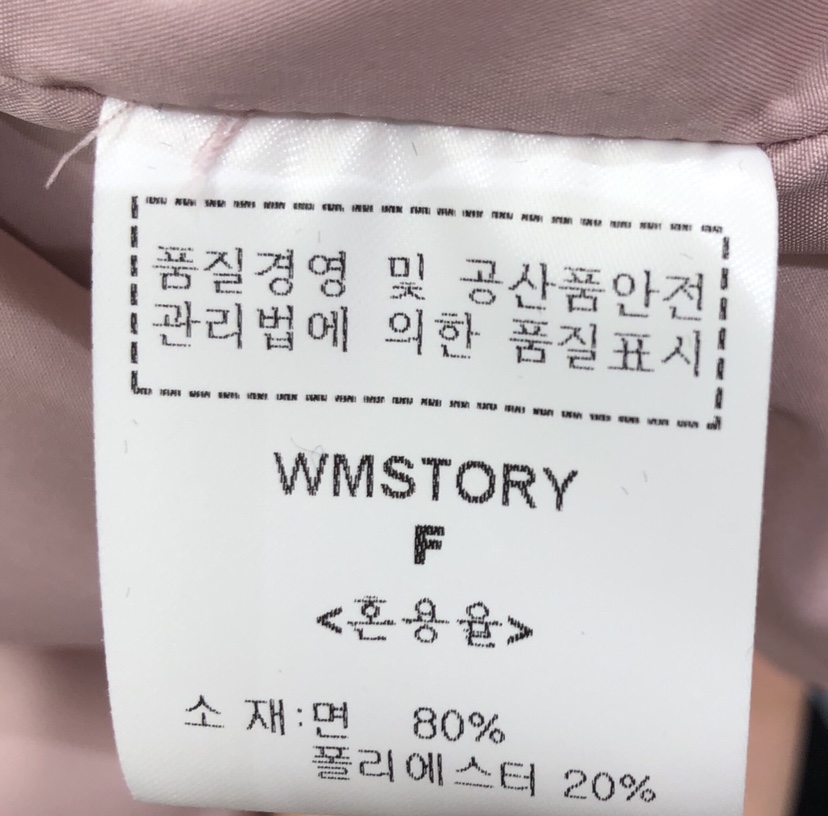 품질경영 및 공산품안전
관리법에 의한 품질표시
WMSTORY
F
<혼용율>
소 재:면 80%
폴리에스터 20%